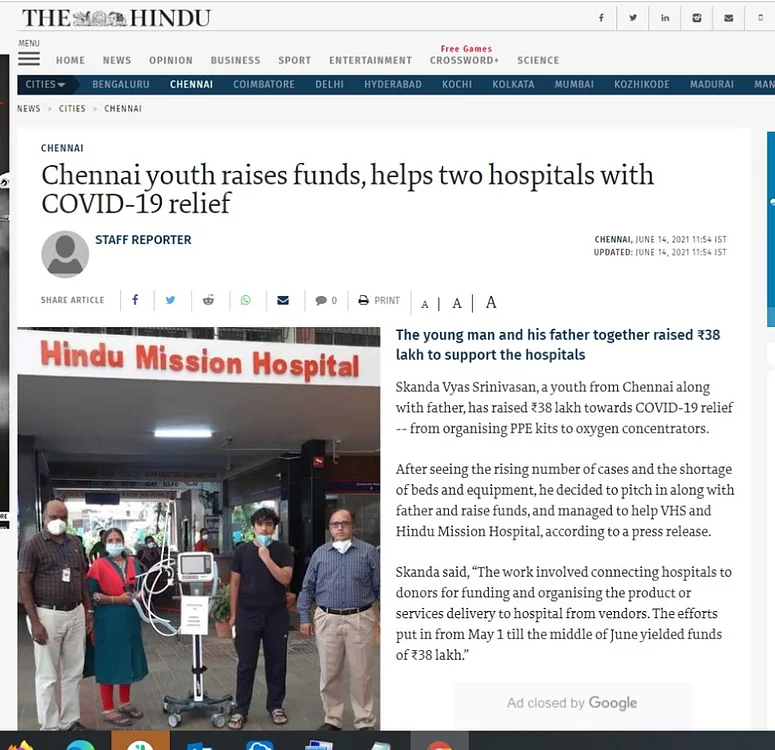 THE HINDU
MENU
HOME NEWS OPINION BUSINESS SPORT ENTERTAINMENT Free Games CROSSWORD+ SCIENCE
CITIES BENGALURU CHENNAI COIMBATORE DELHI HYDERABAD KOCHI KOLKATA MUMBAI KOZHIKODE MADURAI MAN
NEWS > CITIES > CHENNAI
CHENNAI
Chennai youth raises funds, helps two hospitals with
COVID-19 relief
STAFF REPORTER
CHENNAI, JUNE 14, 2021 11:54 IST
UPDATED: JUNE 14, 2021 11:54 IST
SHARE ARTICLE 0 PRINT A | A | A
Hindu Mission Hospital
The young man and his father together raised ₹38
lakh to support the hospitals
Skanda Vyas Srinivasan, a youth from Chennai along
with father, has raised ₹38 lakh towards COVID-19 relief
-- from organising PPE kits to oxygen concentrators.
After seeing the rising number of cases and the shortage
of beds and equipment, he decided to pitch in along with
father and raise funds, and managed to help VHS and
Hindu Mission Hospital, according to a press release.
Skanda said, “The work involved connecting hospitals to
donors for funding and organising the product or
services delivery to hospital from vendors. The efforts
put in from May 1 till the middle of June yielded funds
of ₹38 lakh.”
Ad closed by Google